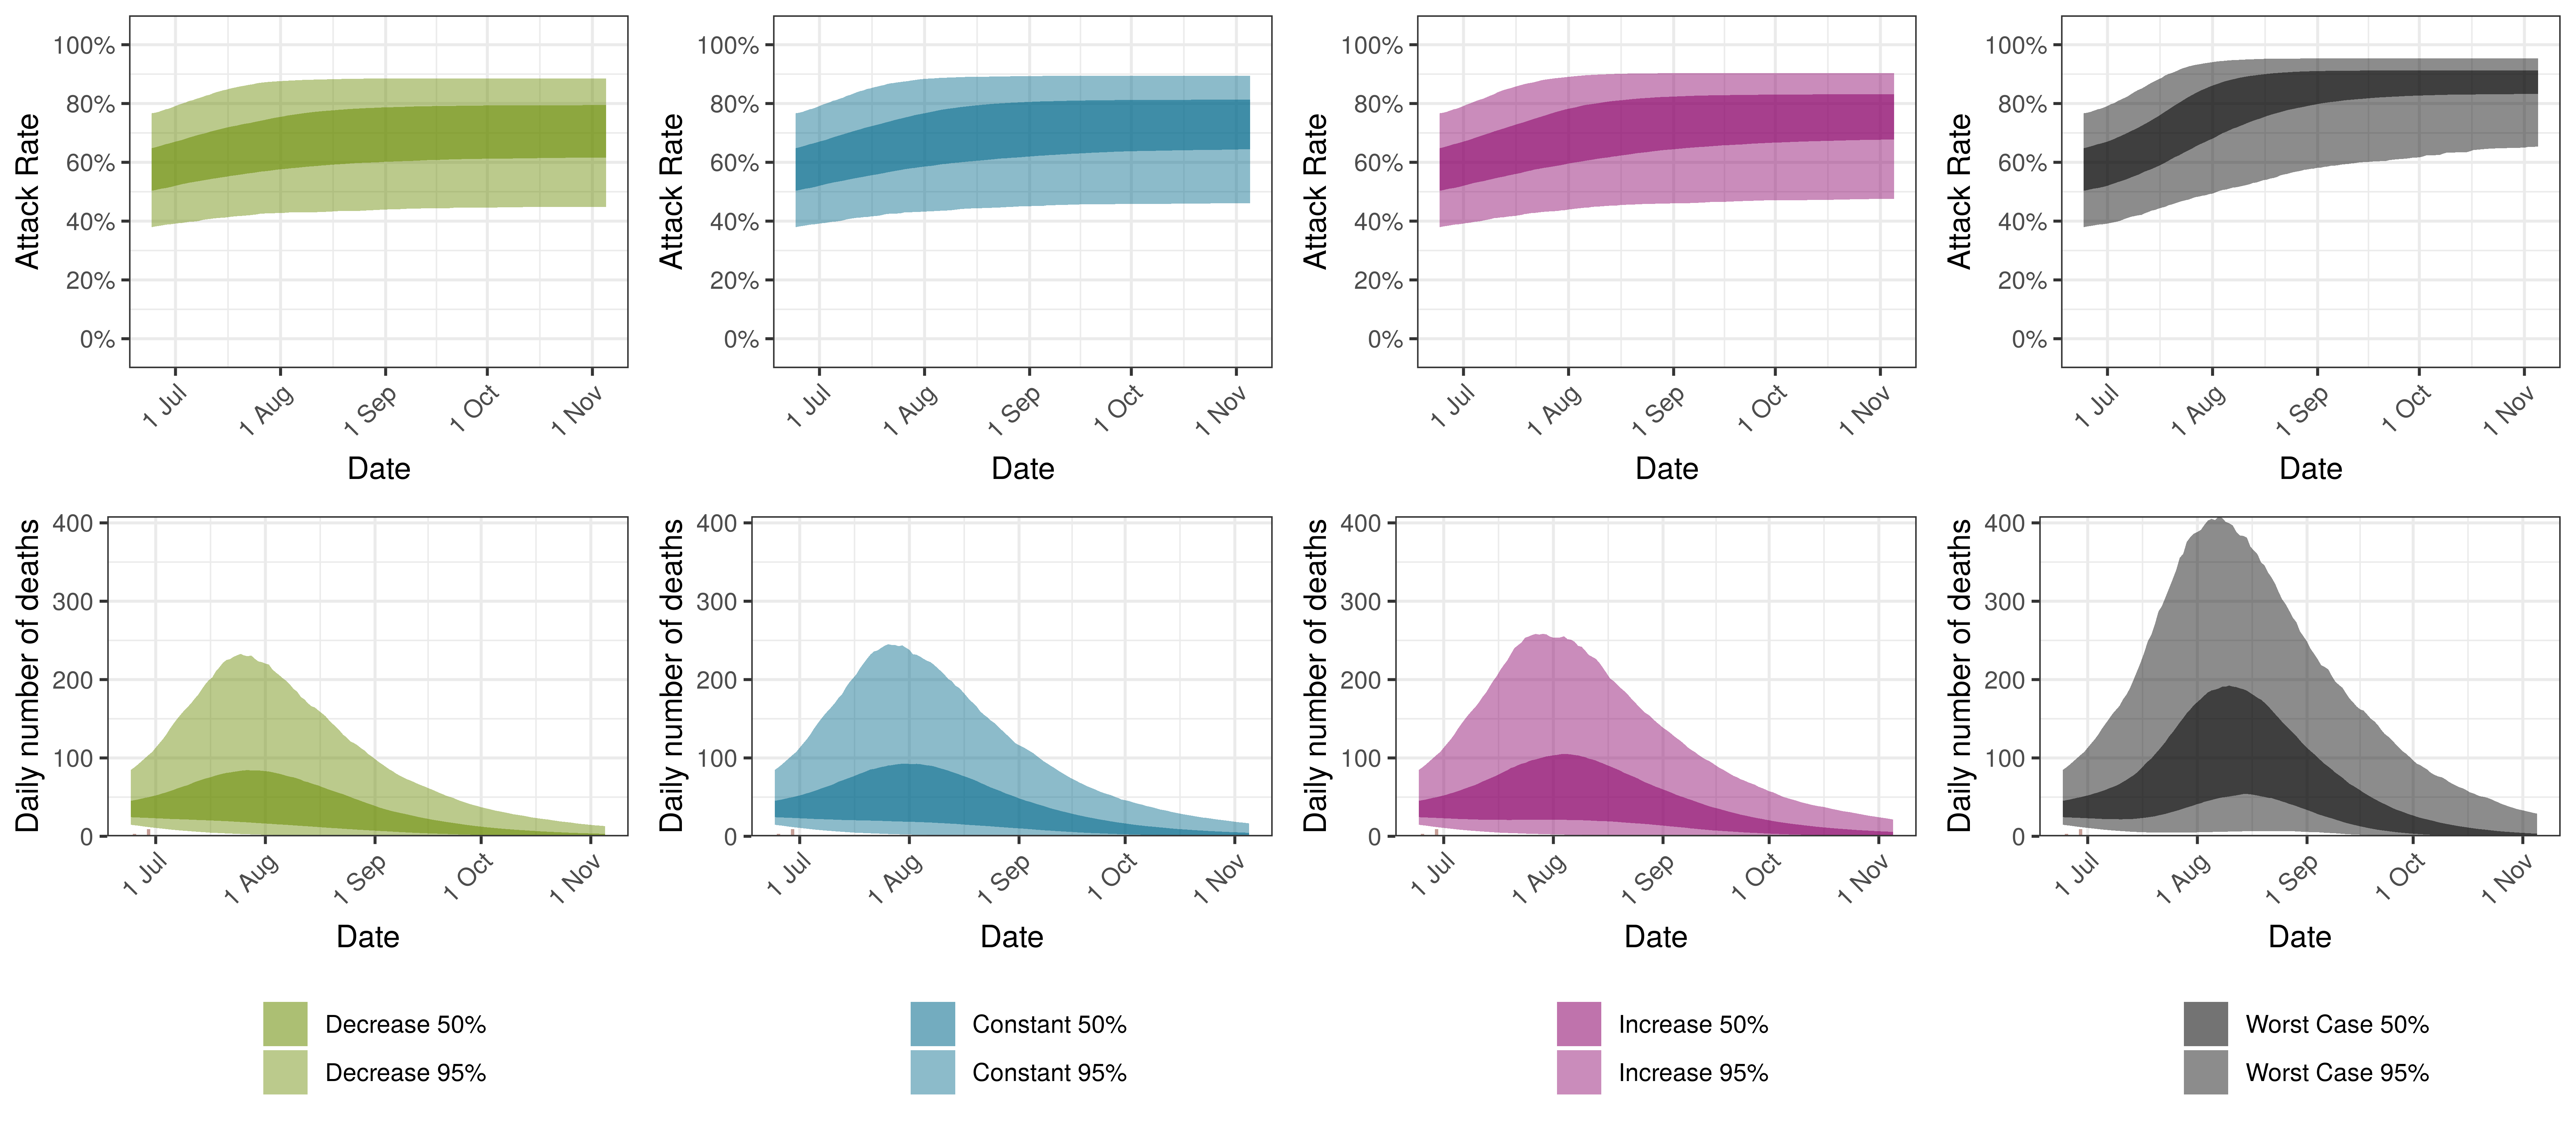 100%
80%
60%
40%
20%
0%
Attack Rate
1 Jul
1 Aug
1 Sep
1 Oct
1 Nov
Date
100%
80%
60%
40%
20%
0%
Attack Rate
1 Jul
1 Aug
1 Sep
1 Oct
1 Nov
Date
100%
80%
60%
40%
20%
0%
Attack Rate
1 Jul
1 Aug
1 Sep
1 Oct
1 Nov
Date
100%
80%
60%
40%
20%
0%
Attack Rate
1 Jul
1 Aug
1 Sep
1 Oct
1 Nov
Date
400
300
200
100
0
Daily number of deaths
1 Jul
1 Aug
1 Sep
1 Oct
1 Nov
Date
400
300
200
100
0
Daily number of deaths
1 Jul
1 Aug
1 Sep
1 Oct
1 Nov
Date
400
300
200
100
0
Daily number of deaths
1 Jul
1 Aug
1 Sep
1 Oct
1 Nov
Date
400
300
200
100
0
Daily number of deaths
1 Jul
1 Aug
1 Sep
1 Oct
1 Nov
Date
Decrease 50%
Decrease 95%
Constant 50%
Constant 95%
Increase 50%
Increase 95%
Worst Case 50%
Worst Case 95%